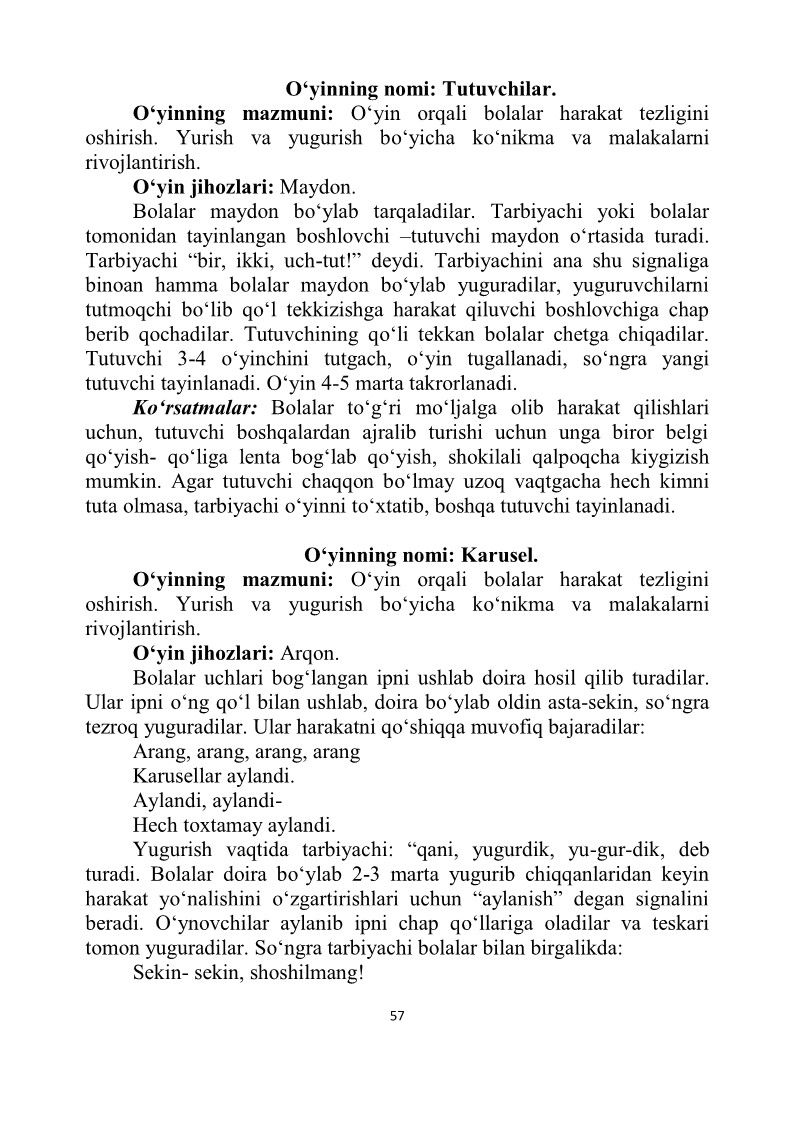 O‘yinning nomi: Tutuvchilar.
O‘yinning mazmuni: O‘yin orqali bolalar harakat tezligini
oshirish. Yurish va yugurish bo‘yicha ko‘nikma va malakalarni
rivojlantirish.
O‘yin jihozlari: Maydon.
Bolalar maydon bo‘ylab tarqaladilar. Tarbiyachi yoki bolalar
tomonidan tayinlangan boshlovchi –tutuvchi maydon o‘rtasida turadi.
Tarbiyachi “bir, ikki, uch-tut!” deydi. Tarbiyachini ana shu signaliga
binoan hamma bolalar maydon bo‘ylab yuguradilar, yuguruvchilarni
tutmoqchi bo‘lib qo‘l tekkizishga harakat qiluvchi boshlovchiga chap
berib qochadilar. Tutuvchining qo‘li tekkan bolalar chetga chiqadilar.
Tutuvchi 3-4 o‘yinchini tutgach, o‘yin tugallanadi, so‘ngra yangi
tutuvchi tayinlanadi. O‘yin 4-5 marta takrorlanadi.
Ko‘rsatmalar: Bolalar to‘g‘ri mo‘ljalga olib harakat qilishlari
uchun, tutuvchi boshqalardan ajralib turishi uchun unga biror belgi
qo‘yish- qo‘liga lenta bog‘lab qo‘yish, shokilali qalpoqcha kiygizish
mumkin. Agar tutuvchi chaqqon bo‘lmay uzoq vaqtgacha hech kimni
tuta olmasa, tarbiyachi o‘yinni to‘xtatib, boshqa tutuvchi tayinlanadi.
O‘yinning nomi: Karusel.
O‘yinning mazmuni: O‘yin orqali bolalar harakat tezligini
oshirish. Yurish va yugurish bo‘yicha ko‘nikma va malakalarni
rivojlantirish.
O‘yin jihozlari: Arqon.
Bolalar uchlari bog‘langan ipni ushlab doira hosil qilib turadilar.
Ular ipni o‘ng qo‘l bilan ushlab, doira bo‘ylab oldin asta-sekin, so‘ngra
tezroq yuguradilar. Ular harakatni qo‘shiqqa muvofiq bajaradilar:
Arang, arang, arang, arang
Karusellar aylandi.
Aylandi, aylandi-
Hech toxtamay aylandi.
Yugurish vaqtida tarbiyachi: “qani, yugurdik, yu-gur-dik, deb
turadi. Bolalar doira bo‘ylab 2-3 marta yugurib chiqqanlaridan keyin
harakat yo‘nalishini o‘zgartirishlari uchun “aylanish” degan signalini
beradi. O‘ynovchilar aylanib ipni chap qo‘llariga oladilar va teskari
tomon yuguradilar. So‘ngra tarbiyachi bolalar bilan birgalikda:
Sekin- sekin, shoshilmang!
57